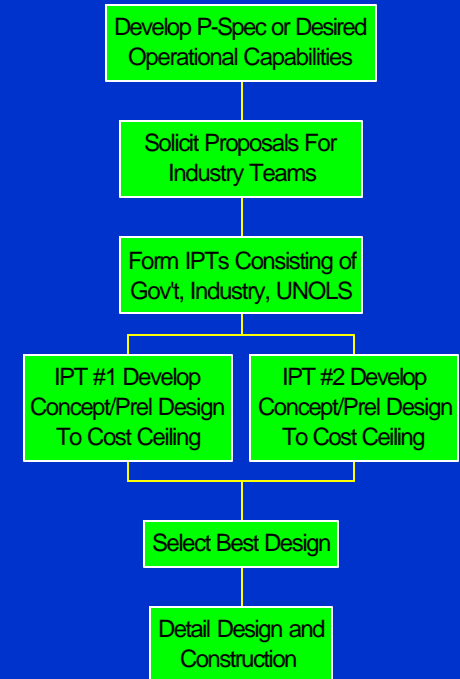 Develop P-Spec or Desired
Operational Capabilities
Solicit Proposals For
Industry Teams
Form IPTs Consisting of
Gov't, Industry, UNOLS
IPT #1 Develop
Concept/Prel Design
To Cost Ceiling
IPT #2 Develop
Concept/Prel Design
To Cost Ceiling
Select Best Design
Detail Design and
Construction